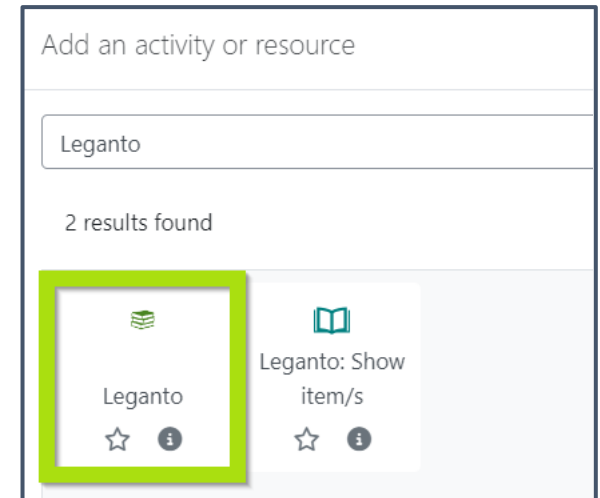 Add an activity or resource
Leganto
2 results found
Leganto
Leganto: Show
item/s